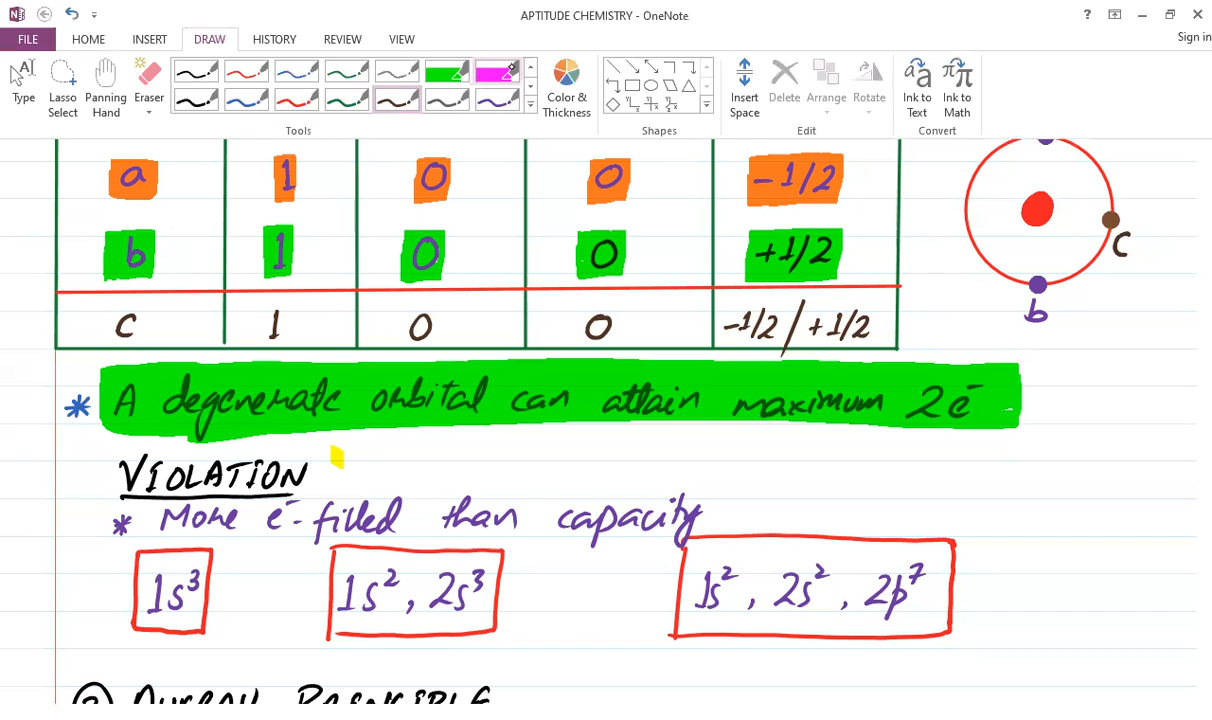 APTITUDE CHEMISTRY - OneNote
?
Sign in
FILE HOME INSERT DRAW HISTORY REVIEW VIEW
Type
Lasso Select
Panning Hand
Eraser
Color & Thickness
Insert Space
Delete
Arrange
Rotate
Ink to Text
Ink to Math
Tools
Shapes
Edit
Convert
a 1 0 0 -1/2
b 1 0 0 +1/2
c 1 0 0 -1/2 / +1/2
c
b
* A degenerate orbital can attain maximum 2e⁻
VIOLATION
* More e⁻-filled than capacity
1s³
1s², 2s³
1s², 2s², 2p⁷